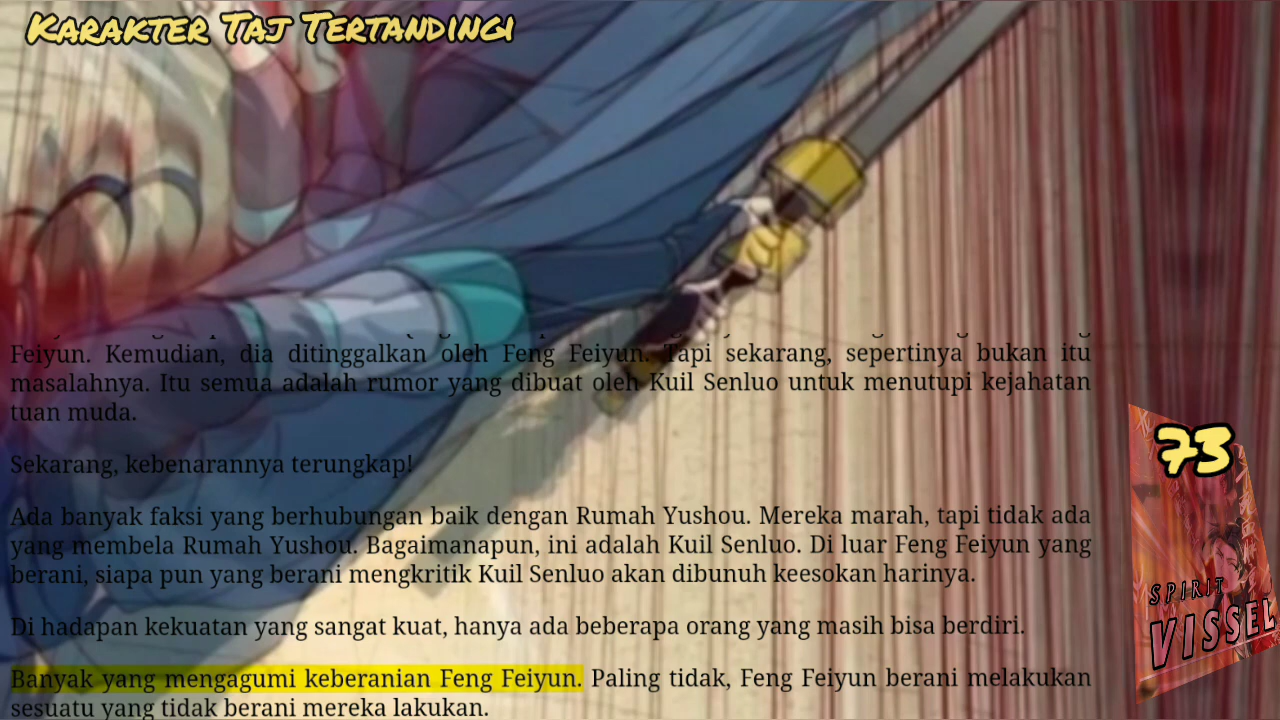 Karakter Taj Tertandingi
Feiyun. Kemudian, dia ditinggalkan oleh Feng Feiyun. Tapi sekarang, sepertinya bukan itu
masalahnya. Itu semua adalah rumor yang dibuat oleh Kuil Senluo untuk menutupi kejahatan
tuan muda.
Sekarang, kebenarannya terungkap!
Ada banyak faksi yang berhubungan baik dengan Rumah Yushou. Mereka marah, tapi tidak ada
yang membela Rumah Yushou. Bagaimanapun, ini adalah Kuil Senluo. Di luar Feng Feiyun yang
berani, siapa pun yang berani mengkritik Kuil Senluo akan dibunuh keesokan harinya.
Di hadapan kekuatan yang sangat kuat, hanya ada beberapa orang yang masih bisa berdiri.
Banyak yang mengagumi keberanian Feng Feiyun. Paling tidak, Feng Feiyun berani melakukan
sesuatu yang tidak berani mereka lakukan.
73
SPIRIT
VISSEL